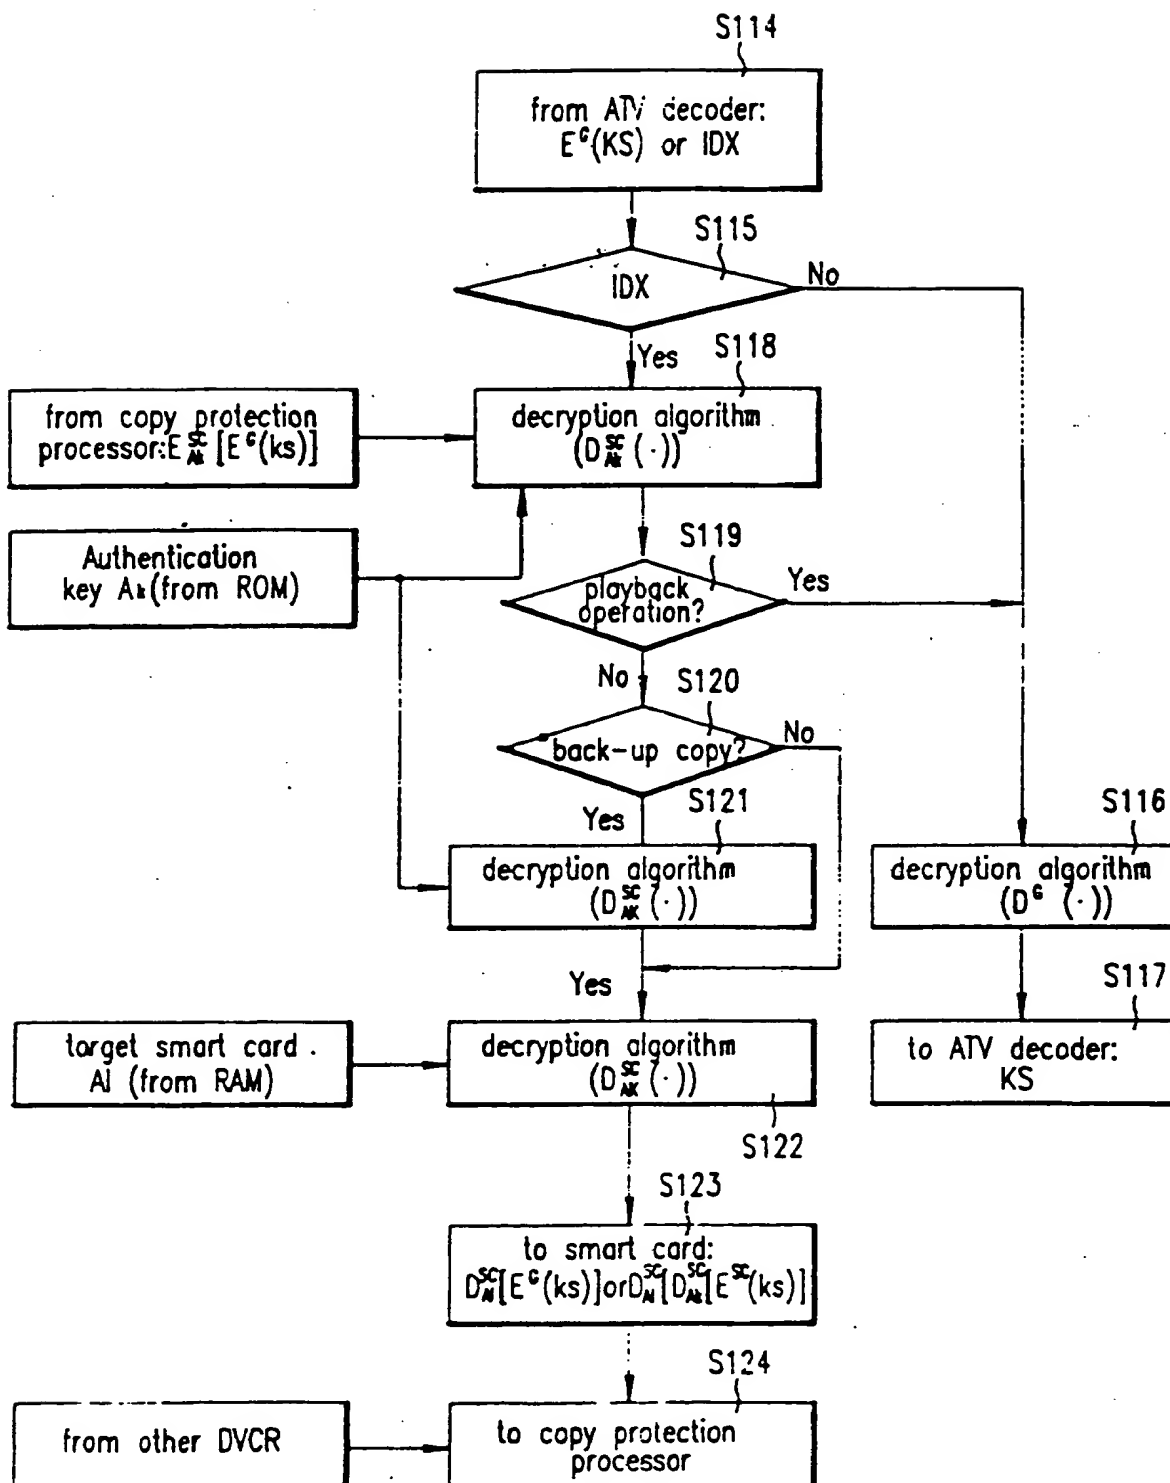 S114
from ATV decoder:
E^G(KS) or IDX
S115
IDX
No
Yes
S118
from copy protection
processor:E^SC_Ak[E^G(ks)]
decryption algorithm
(D^SC_Ak(·))
Authentication
key Ak(from ROM)
S119
playback
operation?
Yes
No
S120
back-up copy?
No
Yes
S121
decryption algorithm
(D^SC_AK(·))
S116
decryption algorithm
(D^G (·))
Yes
S117
target smart card .
Al (from RAM)
decryption algorithm
(D^SC_AK(·))
to ATV decoder:
KS
S122
S123
to smart card:
D^SC_Al[E^G(ks)]orD^SC_Al[D^SC_Ak[E^SC(ks)]
S124
from other DVCR
to copy protection
processor